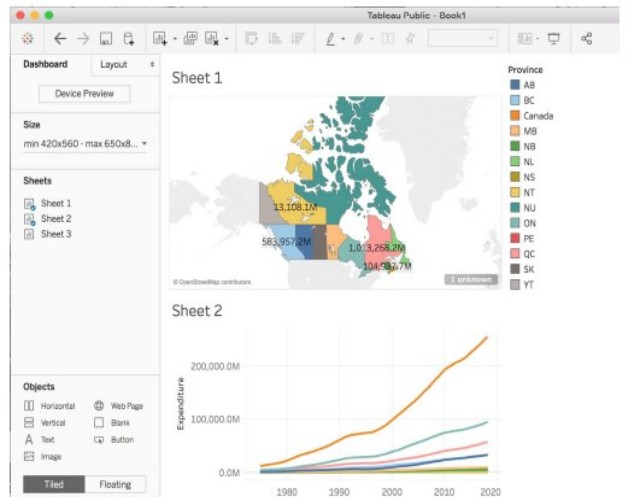 Tableau Public - Book1
Dashboard
Layout
Device Preview
Size
min 420x560 - max 650x8...
Sheets
Sheet 1
Sheet 2
Sheet 3
Objects
Horizontal
Web Page
Vertical
Blank
A Text
Button
Image
Tiled
Floating
Sheet 1
13,108.1M
583,957.2M
1,013,268.2M
© OpenStreetMap contributors
1 unknown
Province
AB
BC
Canada
MB
NB
NL
NS
NT
NU
ON
PE
QC
SK
YT
Sheet 2
Expenditure
200,000.0M
100,000.0M
0.0M
1980
1990
2000
2010
2020